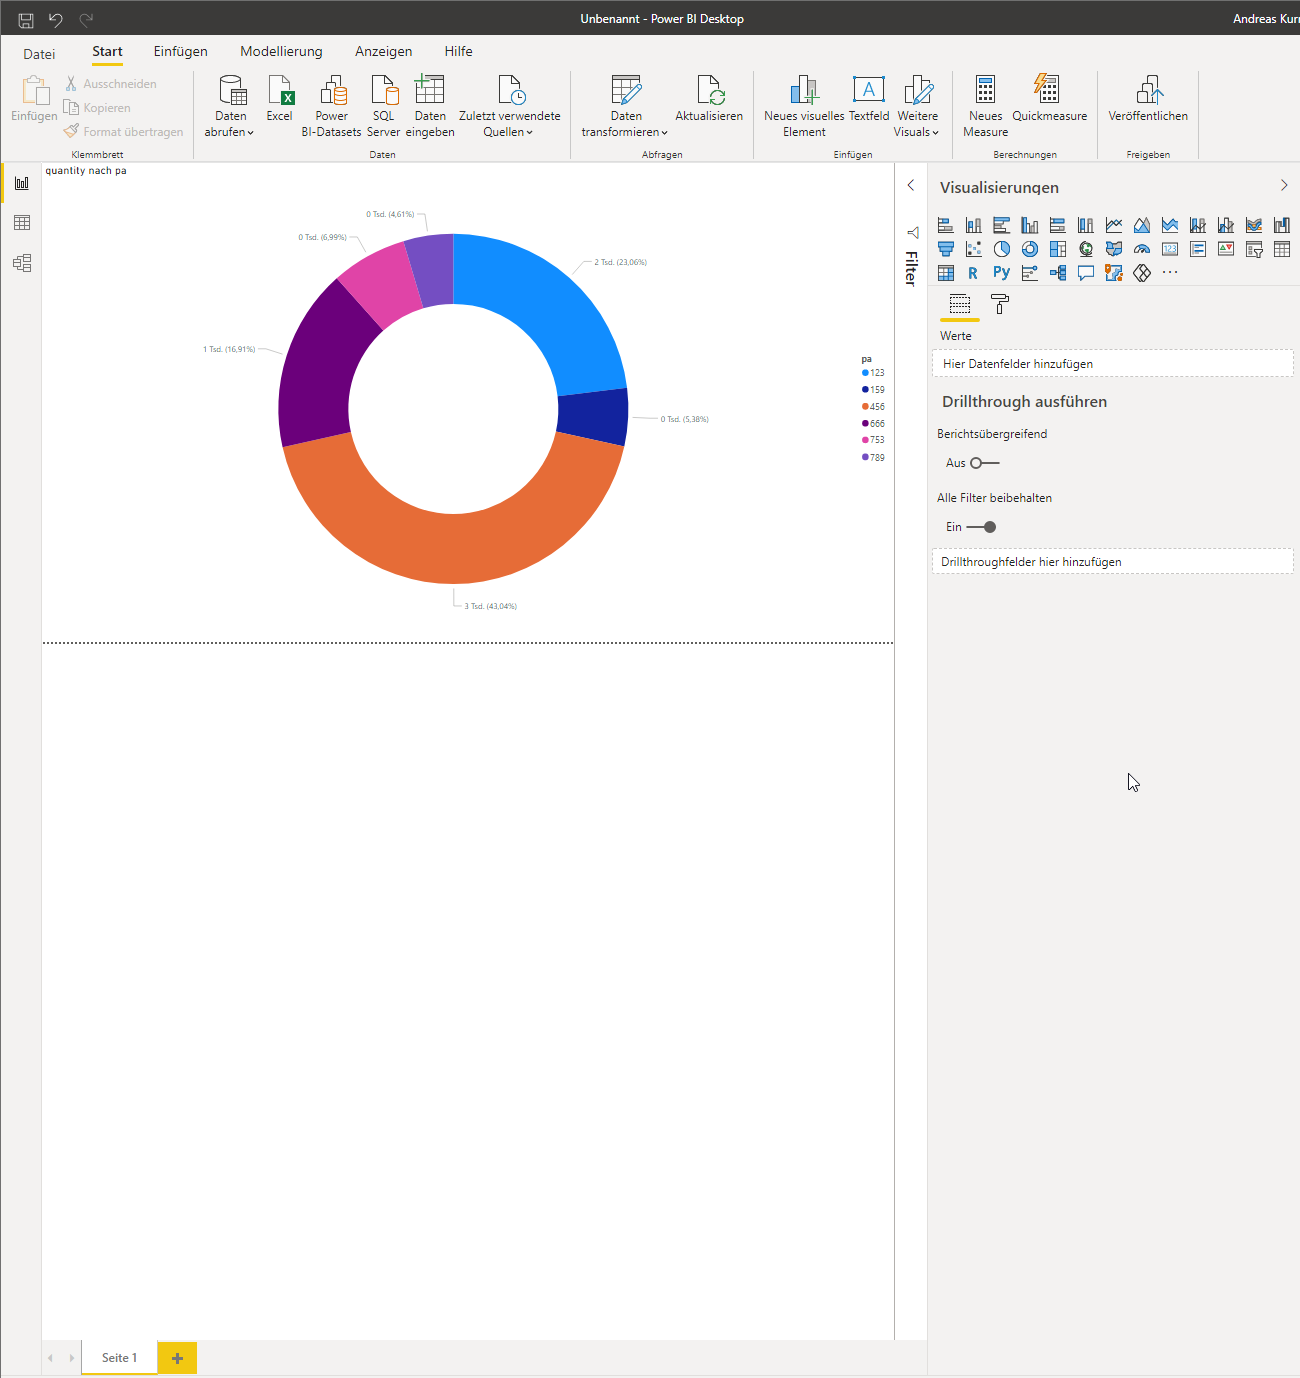 Unbenannt - Power BI Desktop
Andreas Kurr
Datei Start Einfügen Modellierung Anzeigen Hilfe
Einfügen
Ausschneiden
Kopieren
Format übertragen
Klemmbrett
Daten
abrufen
Excel
Power
BI-Datasets
SQL
Server
Daten
eingeben
Zuletzt verwendete
Quellen
Daten
Daten
transformieren
Aktualisieren
Abfragen
Neues visuelles
Element
Textfeld
Weitere
Visuals
Einfügen
Neues
Measure
Quickmeasure
Berechnungen
Veröffentlichen
Freigeben
quantity nach pa
0 Tsd. (4,61%)
0 Tsd. (6,99%)
2 Tsd. (23,06%)
1 Tsd. (16,91%)
0 Tsd. (5,38%)
3 Tsd. (43,04%)
pa
123
159
456
666
753
789
Filter
Visualisierungen
123
R
Py
Werte
Hier Datenfelder hinzufügen
Drillthrough ausführen
Berichtsübergreifend
Aus
Alle Filter beibehalten
Ein
Drillthroughfelder hier hinzufügen
Seite 1